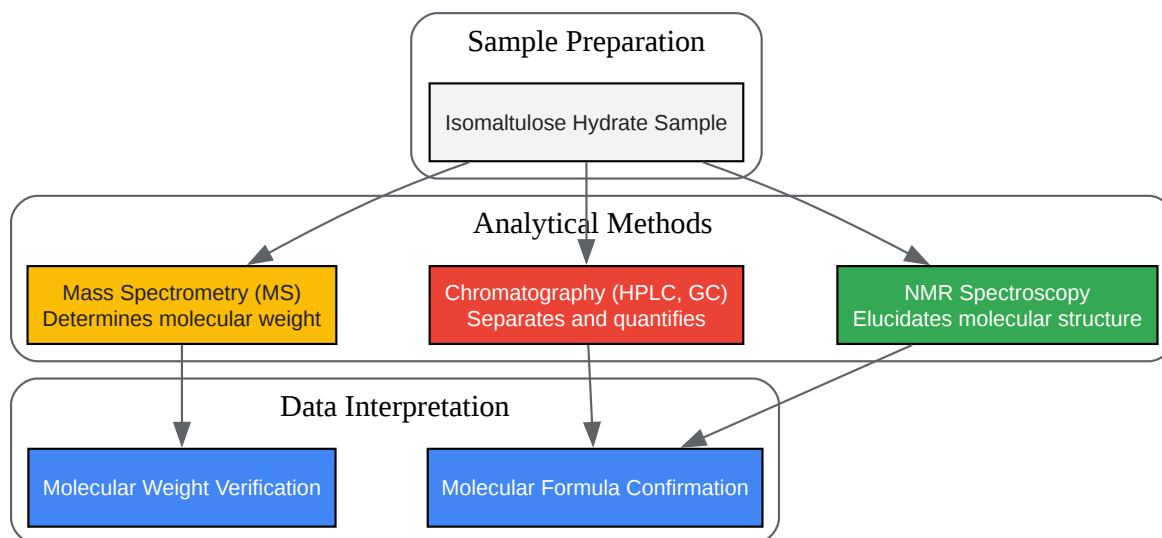 Sample Preparation
Isomaltulose Hydrate Sample
Analytical Methods
Mass Spectrometry (MS)
Determines molecular weight
Chromatography (HPLC, GC)
Separates and quantifies
NMR Spectroscopy
Elucidates molecular structure
Data Interpretation
Molecular Weight Verification
Molecular Formula Confirmation